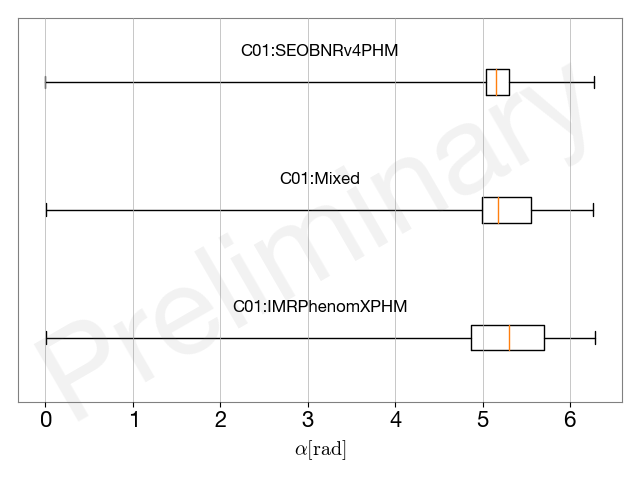 C01:SEOBNRv4PHM
C01:Mixed
C01:IMRPhenomXPHM
Preliminary
0 1 2 3 4 5 6
α[rad]